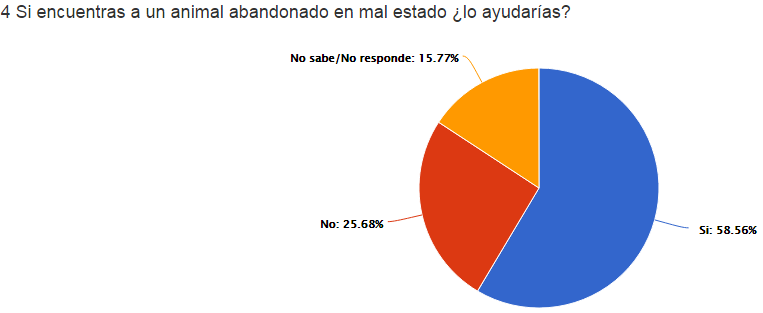 4 Si encuentras a un animal abandonado en mal estado ¿lo ayudarías?
No sabe/No responde: 15.77%
No: 25.68%
Si: 58.56%